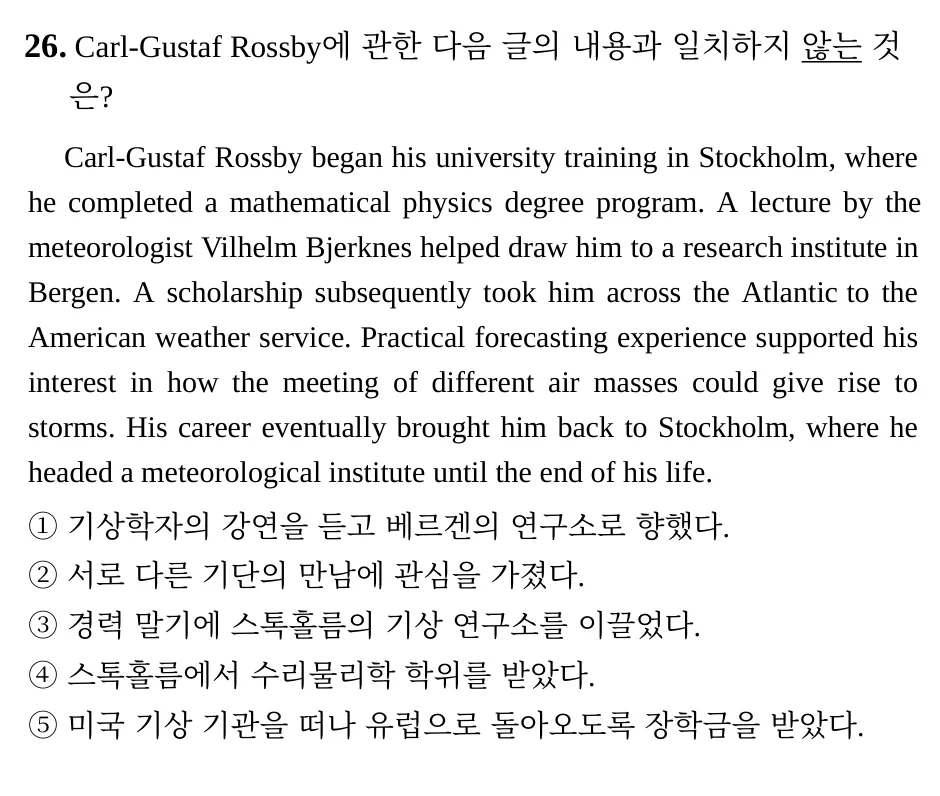 26. Carl-Gustaf Rossby에 관한 다음 글의 내용과 일치하지 않는 것
은?
Carl-Gustaf Rossby began his university training in Stockholm, where
he completed a mathematical physics degree program. A lecture by the
meteorologist Vilhelm Bjerknes helped draw him to a research institute in
Bergen. A scholarship subsequently took him across the Atlantic to the
American weather service. Practical forecasting experience supported his
interest in how the meeting of different air masses could give rise to
storms. His career eventually brought him back to Stockholm, where he
headed a meteorological institute until the end of his life.
① 기상학자의 강연을 듣고 베르겐의 연구소로 향했다.
② 서로 다른 기단의 만남에 관심을 가졌다.
③ 경력 말기에 스톡홀름의 기상 연구소를 이끌었다.
④ 스톡홀름에서 수리물리학 학위를 받았다.
⑤ 미국 기상 기관을 떠나 유럽으로 돌아오도록 장학금을 받았다.